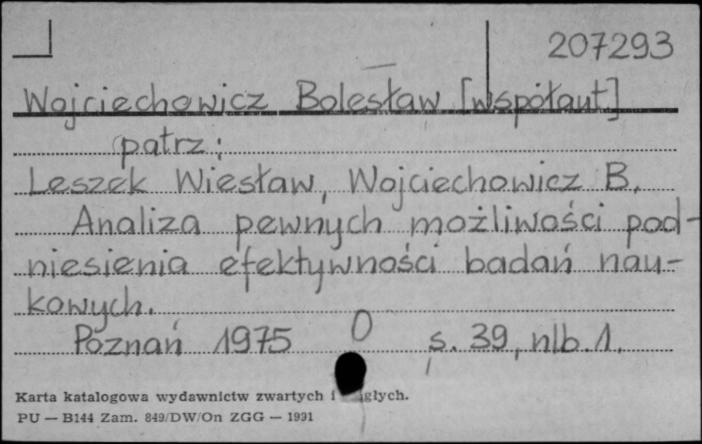 207293
Wojciechowicz Bolesław [współaut.]
patrz:
Leszek Wiesław, Wojciechowicz B.
Analiza pewnych możliwości pod-
niesienia efektywności badań nau-
kowych.
Poznań 1975 s. 39, nlb. 1.
Karta katalogowa wydawnictw zwartych i
PU — B144 Zam. 849/DW/On ZGG — 1991